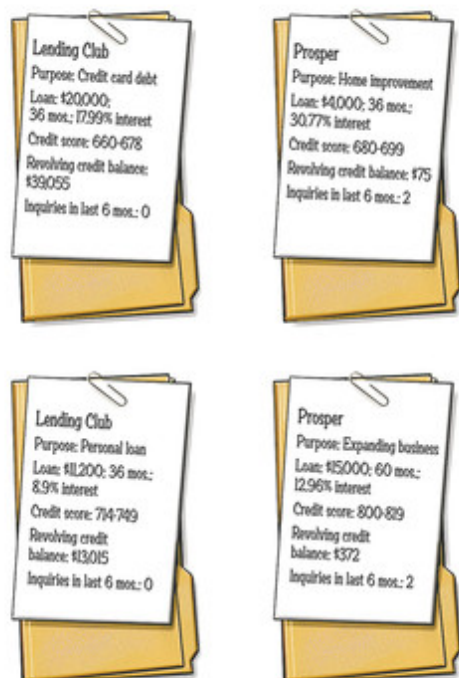 Lending Club
Purpose: Credit card debt
Loan: $20,000;
36 mos.; 17.99% interest
Credit score: 660-678
Revolving credit balance:
$39,055
Inquiries in last 6 mos.: 0
Prosper
Purpose: Home improvement
Loan: $4,000; 36 mos.;
30.77% interest
Credit score: 680-699
Revolving credit balance: $75
Inquiries in last 6 mos.: 2
Lending Club
Purpose: Personal loan
Loan: $11,200; 36 mos.;
8.9% interest
Credit score: 714-749
Revolving credit
balance: $13,015
Inquiries in last 6 mos.: 0
Prosper
Purpose: Expanding business
Loan: $15,000; 60 mos.;
12.96% interest
Credit score: 800-819
Revolving credit
balance: $372
Inquiries in last 6 mos.: 2